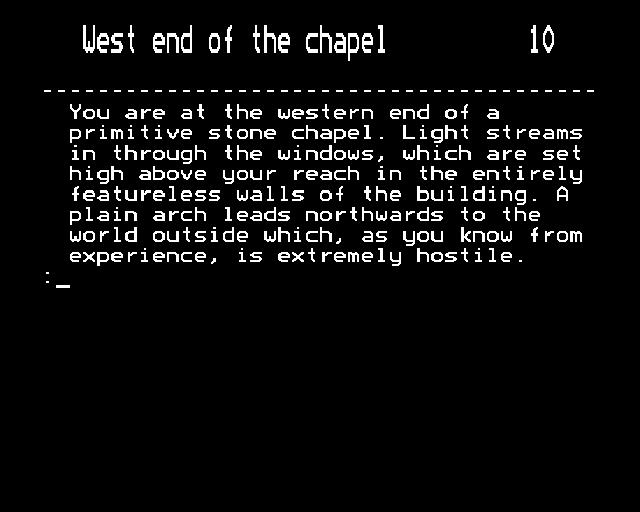 West end of the chapel 10
-----------------------------------------
You are at the western end of a
primitive stone chapel. Light streams
in through the windows, which are set
high above your reach in the entirely
featureless walls of the building. A
plain arch leads northwards to the
world outside which, as you know from
experience, is extremely hostile.
:_